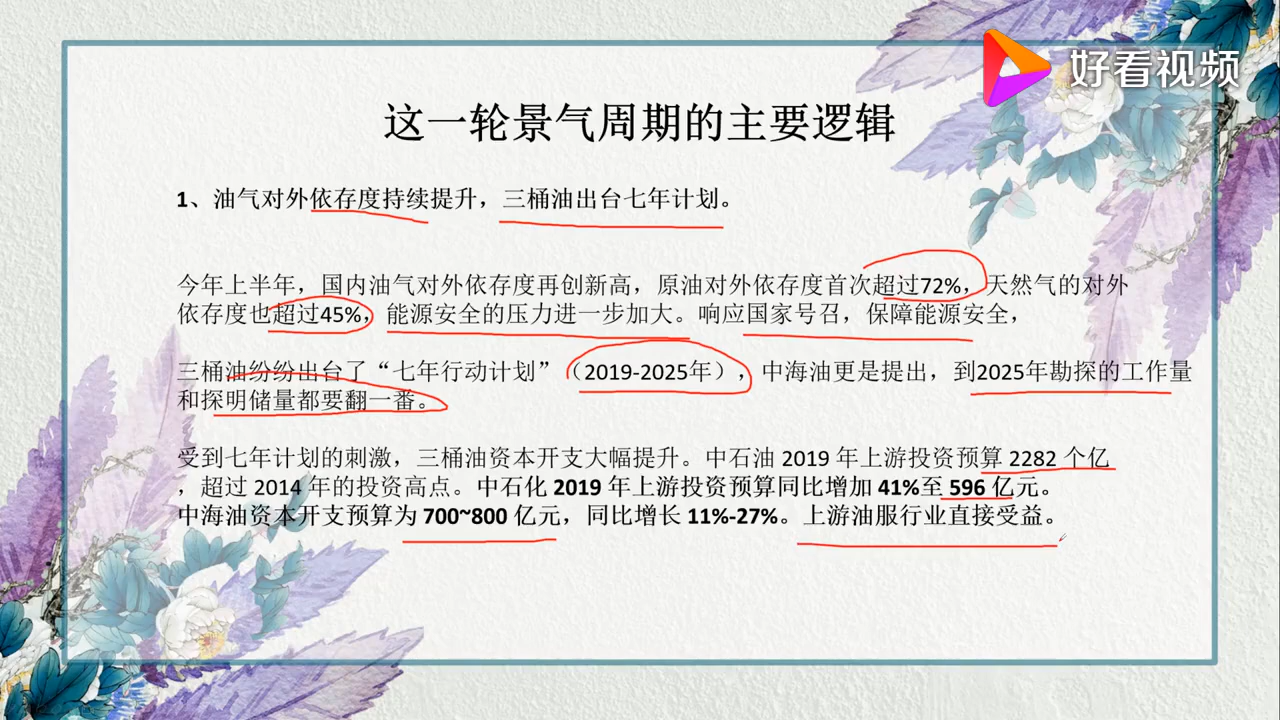 好看视频
这一轮景气周期的主要逻辑
1、油气对外依存度持续提升，三桶油出台七年计划。
今年上半年，国内油气对外依存度再创新高，原油对外依存度首次超过72%，天然气的对外
依存度也超过45%，能源安全的压力进一步加大。响应国家号召，保障能源安全，
三桶油纷纷出台了“七年行动计划”（2019-2025年），中海油更是提出，到2025年勘探的工作量
和探明储量都要翻一番。
受到七年计划的刺激，三桶油资本开支大幅提升。中石油 2019 年上游投资预算 2282 个亿
，超过 2014 年的投资高点。中石化 2019 年上游投资预算同比增加 41%至 596 亿元。
中海油资本开支预算为 700~800 亿元，同比增长 11%-27%。上游油服行业直接受益。